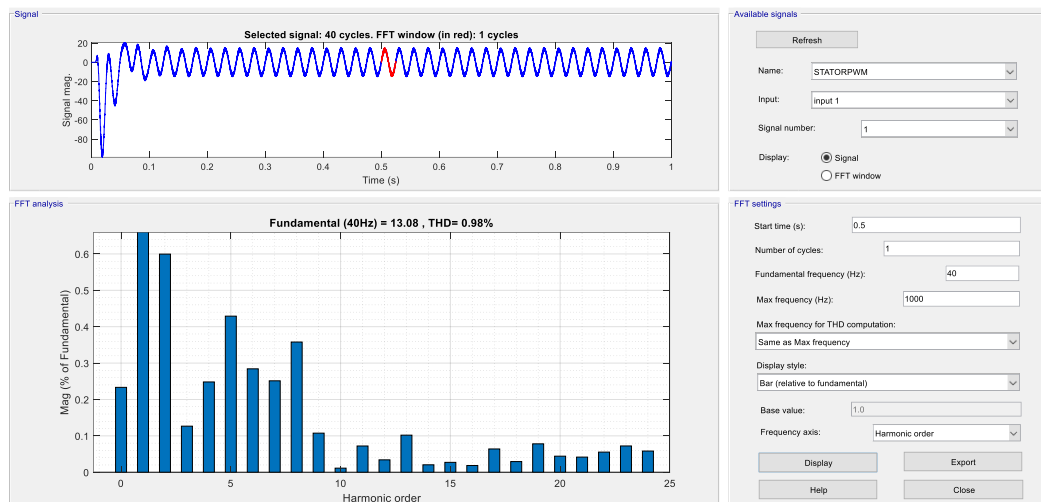 Signal
Selected signal: 40 cycles. FFT window (in red): 1 cycles
20
0
-20
-40
-60
-80
Signal mag.
0 0.1 0.2 0.3 0.4 0.5 0.6 0.7 0.8 0.9 1
Time (s)
FFT analysis
Fundamental (40Hz) = 13.08 , THD= 0.98%
0.6
0.5
0.4
0.3
0.2
0.1
0
Mag (% of Fundamental)
0 5 10 15 20 25
Harmonic order
Available signals
Refresh
Name: STATORPWM
Input: input 1
Signal number: 1
Display: Signal
FFT window
FFT settings
Start time (s): 0.5
Number of cycles: 1
Fundamental frequency (Hz): 40
Max frequency (Hz): 1000
Max frequency for THD computation:
Same as Max frequency
Display style:
Bar (relative to fundamental)
Base value: 1.0
Frequency axis: Harmonic order
Display Export
Help Close